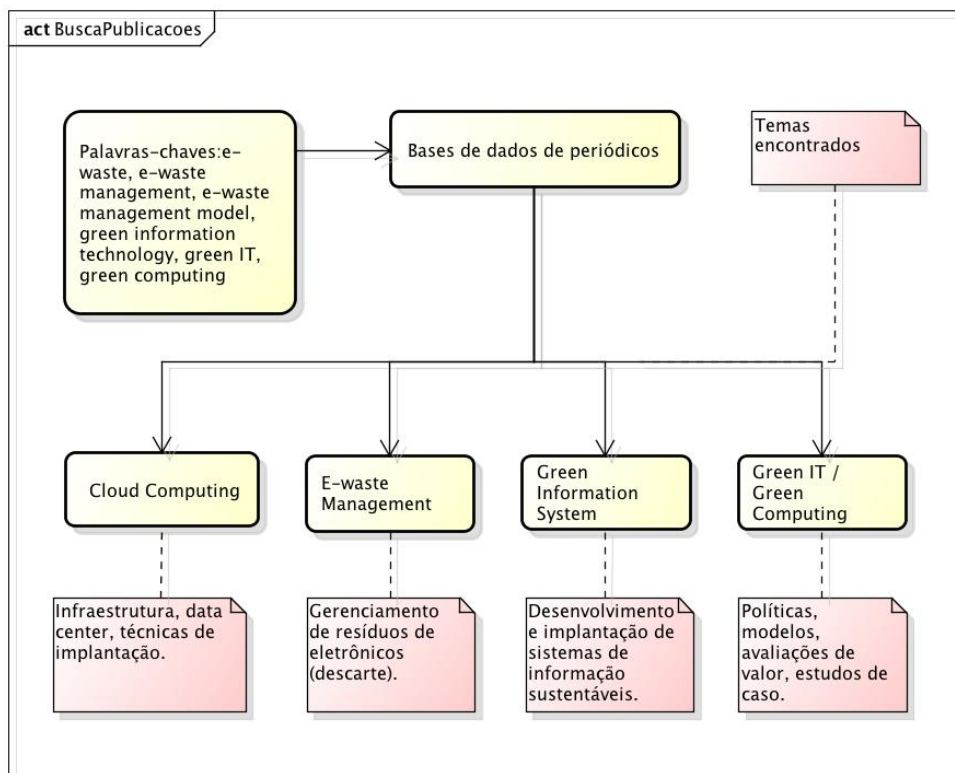 act BuscaPublicacoes
Palavras-chaves:e-
waste, e-waste
management, e-waste
management model,
green information
technology, green IT,
green computing
Bases de dados de periódicos
Temas
encontrados
Cloud Computing
E-waste
Management
Green
Information
System
Green IT /
Green
Computing
Infraestrutura, data
center, técnicas de
implantação.
Gerenciamento
de resíduos de
eletrônicos
(descarte).
Desenvolvimento
e implantação de
sistemas de
informação
sustentáveis.
Políticas,
modelos,
avaliações de
valor, estudos de
caso.